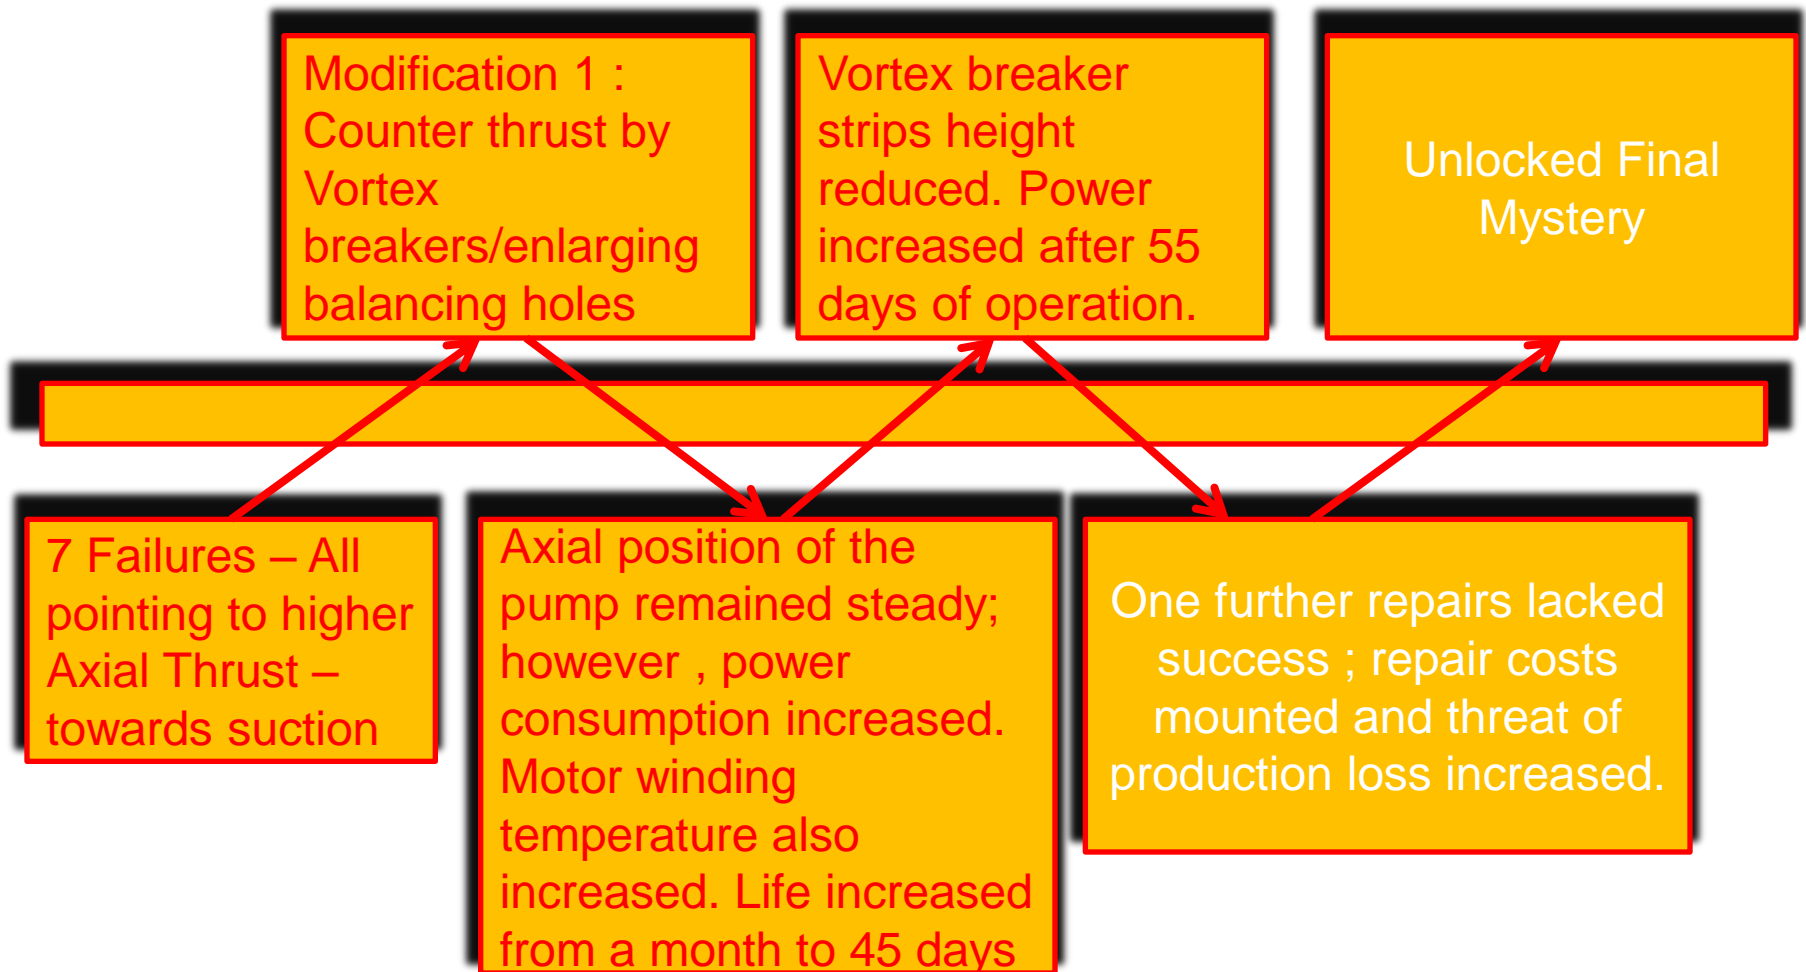 Modification 1 :
Counter thrust by
Vortex
breakers/enlarging
balancing holes
Vortex breaker
strips height
reduced. Power
increased after 55
days of operation.
Unlocked Final
Mystery
7 Failures – All
pointing to higher
Axial Thrust –
towards suction
Axial position of the
pump remained steady;
however , power
consumption increased.
Motor winding
temperature also
increased. Life increased
from a month to 45 days
One further repairs lacked
success ; repair costs
mounted and threat of
production loss increased.